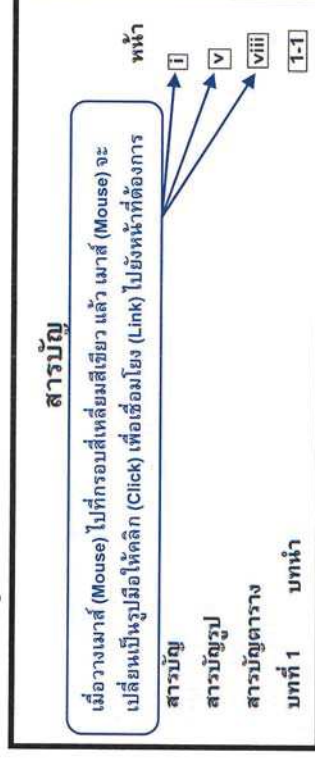 สารบัญ
หน้า
เมื่อวางเมาส์ (Mouse) ไปที่กรอบสี่เหลี่ยมสีเขียว แล้ว เมาส์ (Mouse) จะ
เปลี่ยนเป็นรูปมือให้คลิก (Click) เพื่อเชื่อมโยง (Link) ไปยังหน้าที่ต้องการ
สารบัญ i
สารบัญรูป v
สารบัญตาราง viii
บทที่ 1 บทนำ 1-1